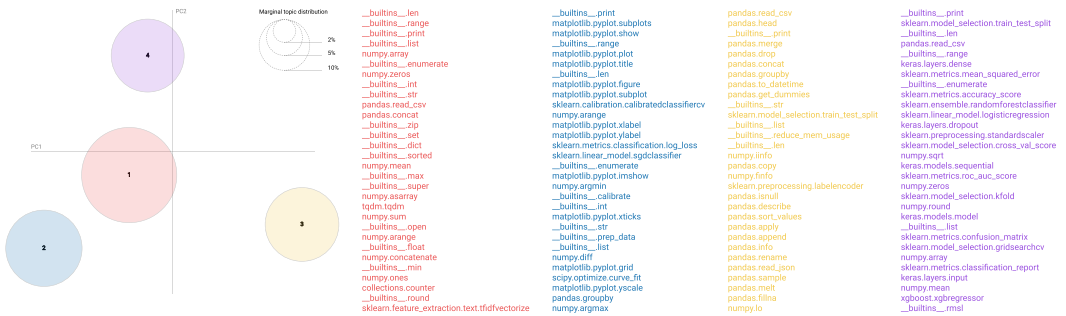 PC2
Marginal topic distribution
2%
5%
10%
4
PC1
1
2
3
__builtins__.len
__builtins__.range
__builtins__.print
__builtins__.list
numpy.array
__builtins__.enumerate
numpy.zeros
__builtins__.int
__builtins__.str
pandas.read_csv
pandas.concat
__builtins__.zip
__builtins__.set
__builtins__.dict
__builtins__.sorted
numpy.mean
__builtins__.max
__builtins__.super
numpy.asarray
tqdm.tqdm
numpy.sum
__builtins__.open
numpy.arange
__builtins__.float
numpy.concatenate
__builtins__.min
numpy.ones
collections.counter
__builtins__.round
sklearn.feature_extraction.text.tfidfvectorize
__builtins__.print
matplotlib.pyplot.subplots
matplotlib.pyplot.show
__builtins__.range
matplotlib.pyplot.plot
matplotlib.pyplot.title
__builtins__.len
matplotlib.pyplot.figure
matplotlib.pyplot.subplot
sklearn.calibration.calibratedclassifiercv
numpy.arange
matplotlib.pyplot.xlabel
matplotlib.pyplot.ylabel
sklearn.metrics.classification.log_loss
sklearn.linear_model.sgdclassifier
__builtins__.enumerate
matplotlib.pyplot.imshow
numpy.argmin
__builtins__.calibrate
__builtins__.int
matplotlib.pyplot.xticks
__builtins__.str
__builtins__.prep_data
__builtins__.list
numpy.diff
matplotlib.pyplot.grid
scipy.optimize.curve_fit
matplotlib.pyplot.yscale
pandas.groupby
numpy.argmax
pandas.read_csv
pandas.head
__builtins__.print
pandas.merge
pandas.drop
pandas.concat
pandas.groupby
pandas.to_datetime
pandas.get_dummies
__builtins__.str
sklearn.model_selection.train_test_split
__builtins__.list
__builtins__.reduce_mem_usage
__builtins__.len
numpy.iinfo
pandas.copy
numpy.finfo
sklearn.preprocessing.labelencoder
pandas.isnull
pandas.describe
pandas.sort_values
pandas.apply
pandas.append
pandas.info
pandas.rename
pandas.read_json
pandas.sample
pandas.melt
pandas.fillna
numpy.lo
__builtins__.print
sklearn.model_selection.train_test_split
__builtins__.len
pandas.read_csv
__builtins__.range
keras.layers.dense
sklearn.metrics.mean_squared_error
__builtins__.enumerate
sklearn.metrics.accuracy_score
sklearn.ensemble.randomforestclassifier
sklearn.linear_model.logisticregression
keras.layers.dropout
sklearn.preprocessing.standardscaler
sklearn.model_selection.cross_val_score
numpy.sqrt
keras.models.sequential
sklearn.metrics.roc_auc_score
numpy.zeros
sklearn.model_selection.kfold
numpy.round
keras.models.model
__builtins__.list
sklearn.metrics.confusion_matrix
sklearn.model_selection.gridsearchcv
numpy.array
sklearn.metrics.classification_report
keras.layers.input
numpy.mean
xgboost.xgbregressor
__builtins__.rmsl